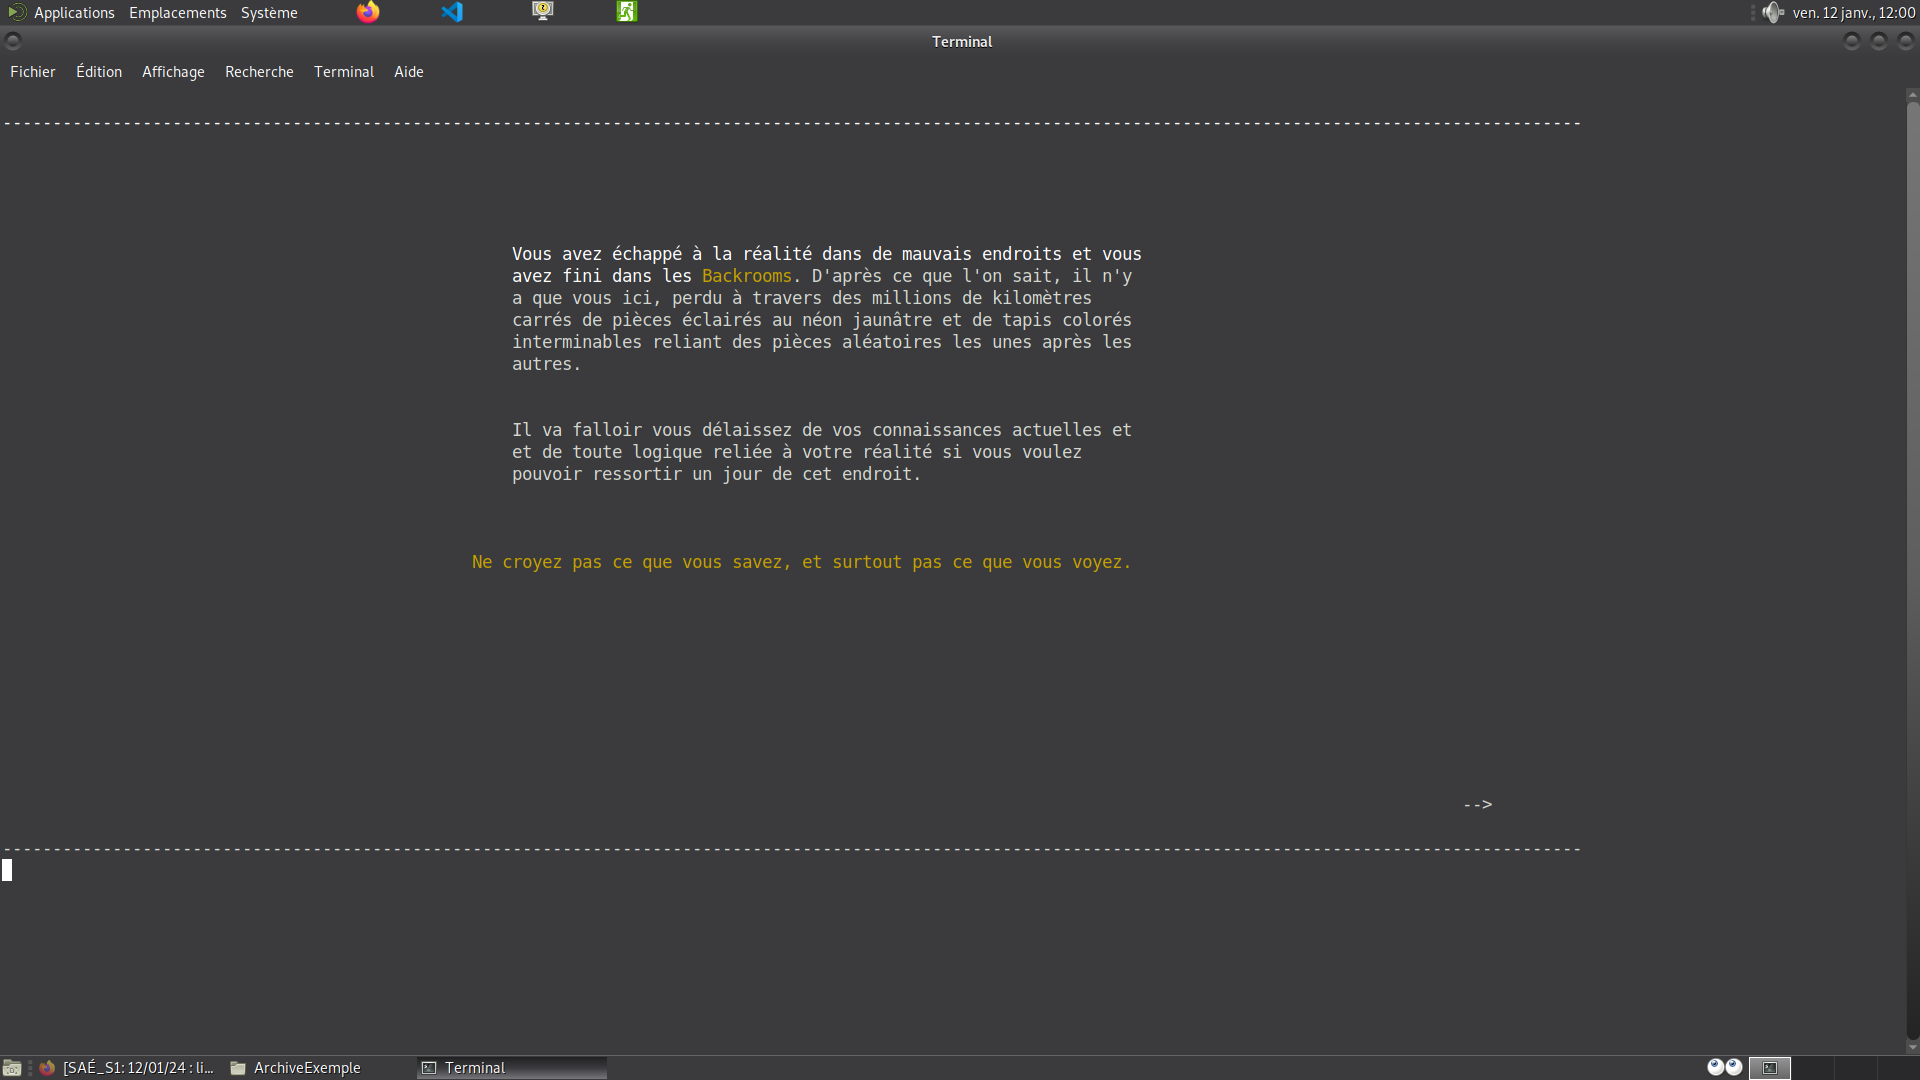 Applications Emplacements Système ven. 12 janv., 12:00
Terminal
Fichier Édition Affichage Recherche Terminal Aide
--------------------------------------------------------------------------------------------------------------------------------------------------------------
Vous avez échappé à la réalité dans de mauvais endroits et vous
avez fini dans les Backrooms. D'après ce que l'on sait, il n'y
a que vous ici, perdu à travers des millions de kilomètres
carrés de pièces éclairés au néon jaunâtre et de tapis colorés
interminables reliant des pièces aléatoires les unes après les
autres.
Il va falloir vous délaissez de vos connaissances actuelles et
et de toute logique reliée à votre réalité si vous voulez
pouvoir ressortir un jour de cet endroit.
Ne croyez pas ce que vous savez, et surtout pas ce que vous voyez.
-->
--------------------------------------------------------------------------------------------------------------------------------------------------------------
[SAÉ_S1: 12/01/24 : li... ArchiveExemple Terminal